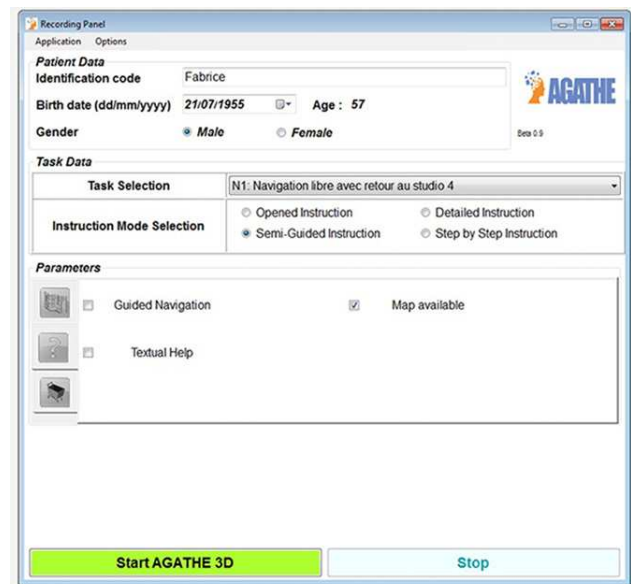 Recording Panel
Application Options
Patient Data
Identification code Fabrice
Birth date (dd/mm/yyyy) 21/07/1955 Age : 57
Gender Male Female
AGATHE
Beta 0.9
Task Data
Task Selection N1: Navigation libre avec retour au studio 4
Instruction Mode Selection
Opened Instruction Detailed Instruction
Semi-Guided Instruction Step by Step Instruction
Parameters
Guided Navigation Map available
Textual Help
?
Start AGATHE 3D Stop